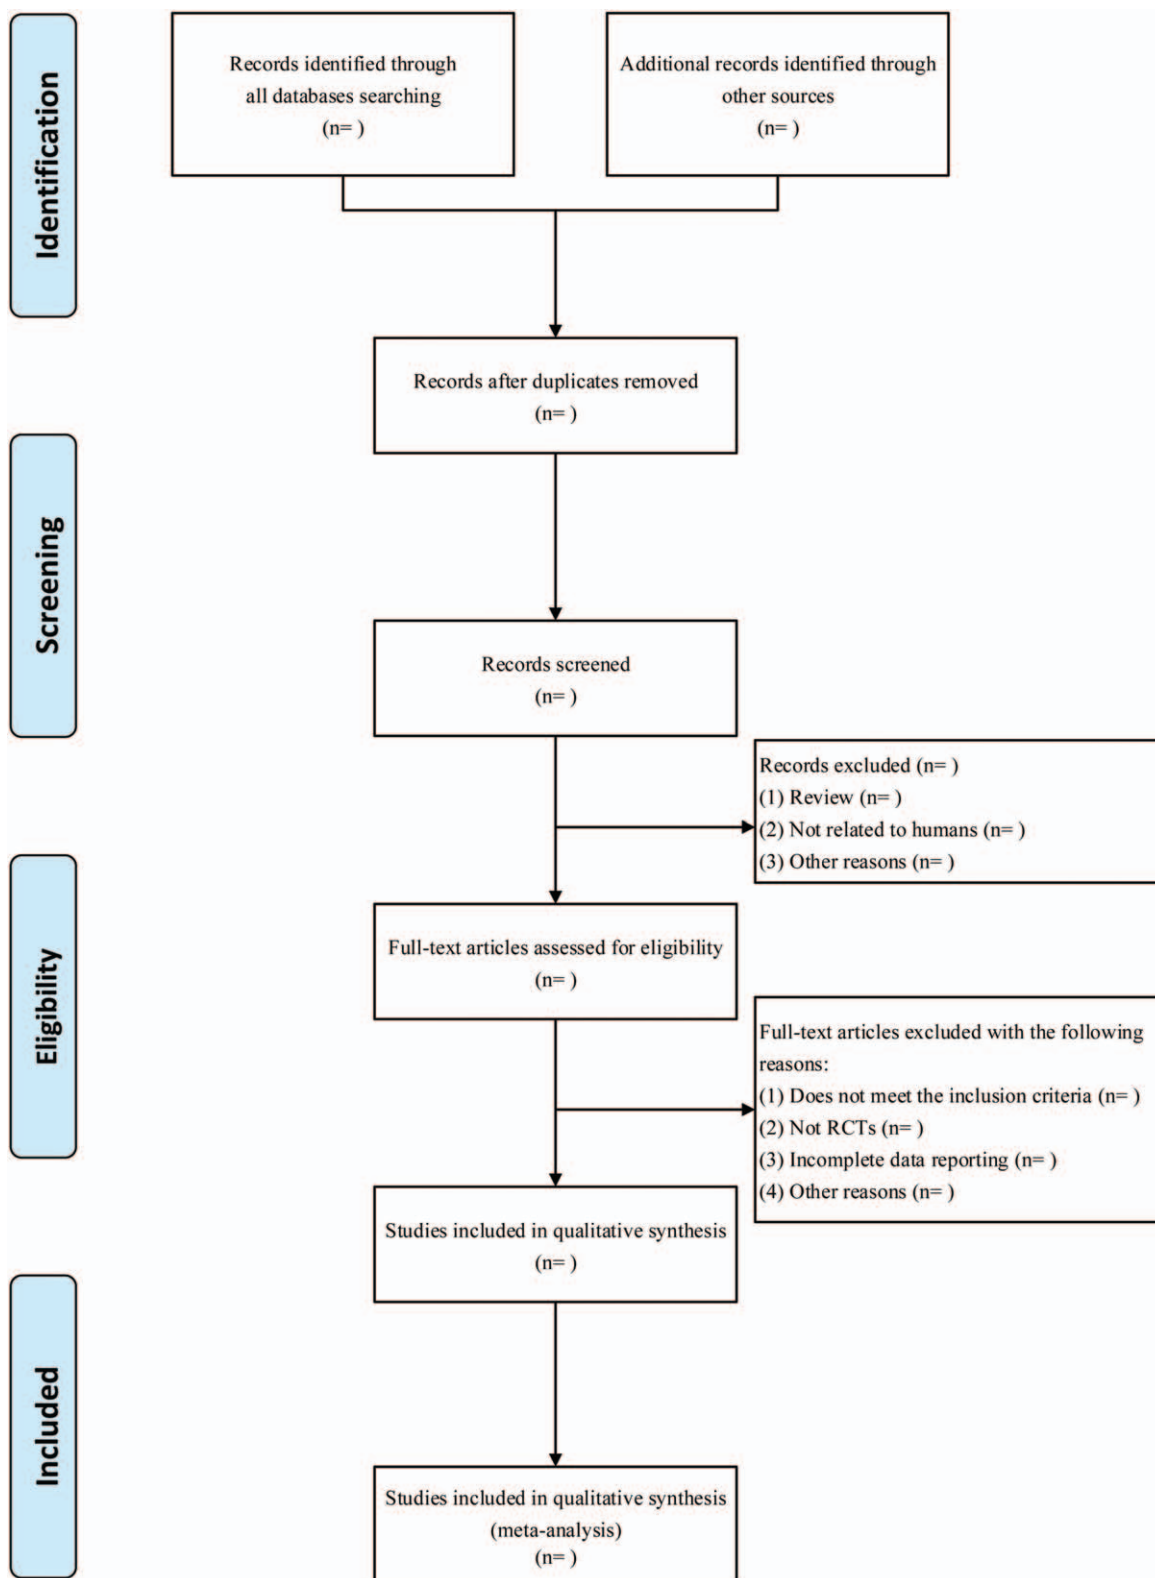 Identification
Records identified through
all databases searching
(n= )
Additional records identified through
other sources
(n= )
Records after duplicates removed
(n= )
Screening
Records screened
(n= )
Records excluded (n= )
(1) Review (n= )
(2) Not related to humans (n= )
(3) Other reasons (n= )
Eligibility
Full-text articles assessed for eligibility
(n= )
Full-text articles excluded with the following
reasons:
(1) Does not meet the inclusion criteria (n= )
(2) Not RCTs (n= )
(3) Incomplete data reporting (n= )
(4) Other reasons (n= )
Studies included in qualitative synthesis
(n= )
Included
Studies included in qualitative synthesis
(meta-analysis)
(n= )